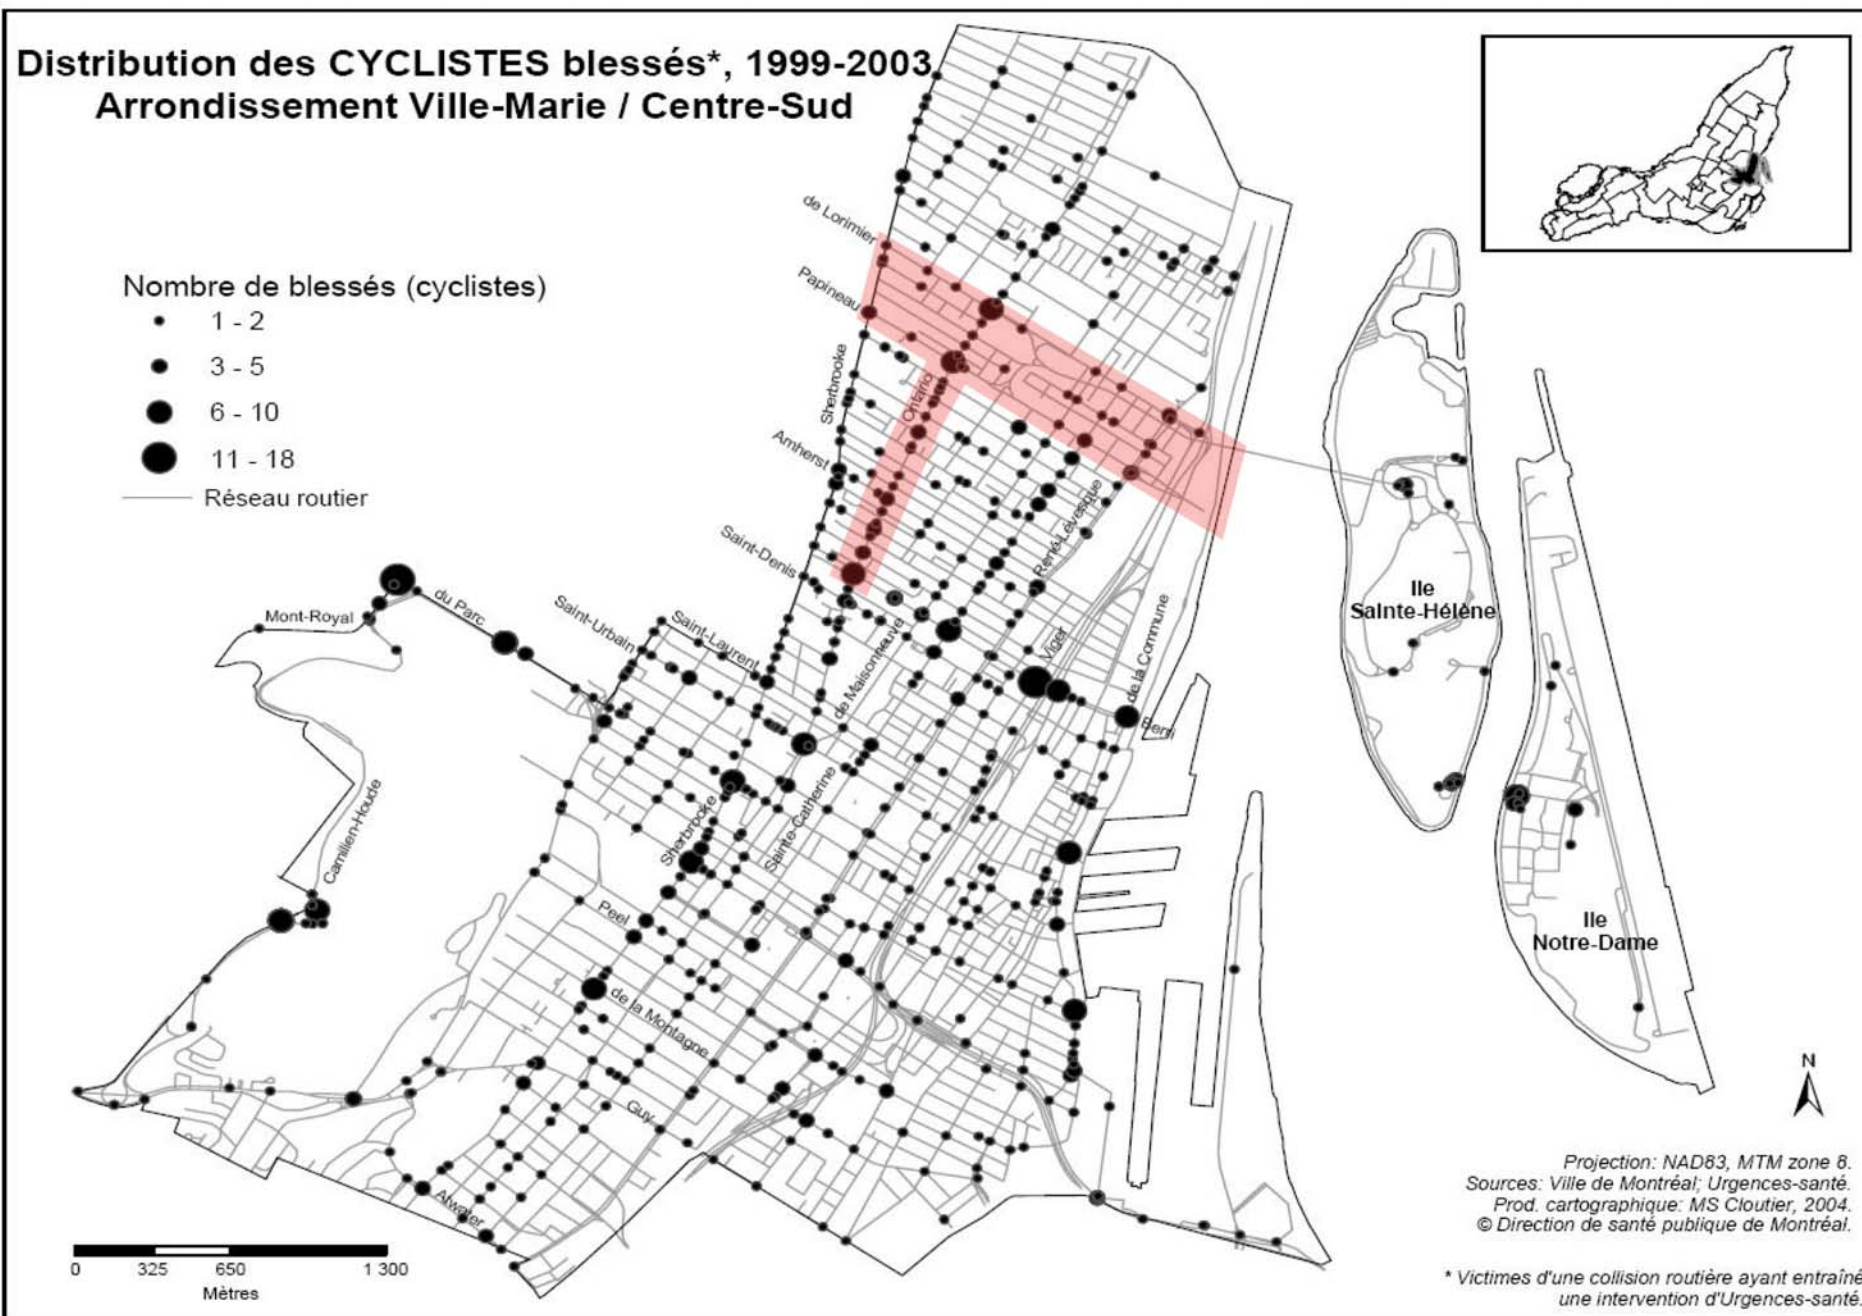 Distribution des CYCLISTES blessés*, 1999-2003
Arrondissement Ville-Marie / Centre-Sud
Nombre de blessés (cyclistes)
1 - 2
3 - 5
6 - 10
11 - 18
Réseau routier
de Lorimier
Papineau
Sherbrooke
Ontario
Amherst
Saint-Denis
René-Lévesque
Mont-Royal
du Parc
Saint-Urbain
Saint-Laurent
de Maisonneuve
Viger
de la Commune
Berri
Camilien-Houde
Sherbrooke
Sainte-Catherine
Peel
de la Montagne
Guy
Atwater
Ile
Sainte-Hélène
Ile
Notre-Dame
N
0 325 650 1 300
Mètres
Projection: NAD83, MTM zone 8.
Sources: Ville de Montréal; Urgences-santé.
Prod. cartographique: MS Cloutier, 2004.
© Direction de santé publique de Montréal.
* Victimes d'une collision routière ayant entraîné
une intervention d'Urgences-santé.